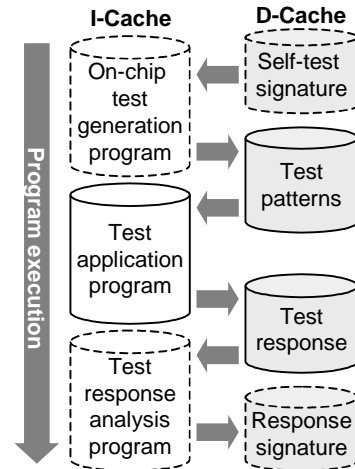 I-Cache
D-Cache
Program execution
On-chip
test
generation
program
Self-test
signature
Test
patterns
Test
application
program
Test
response
Test
response
analysis
program
Response
signature